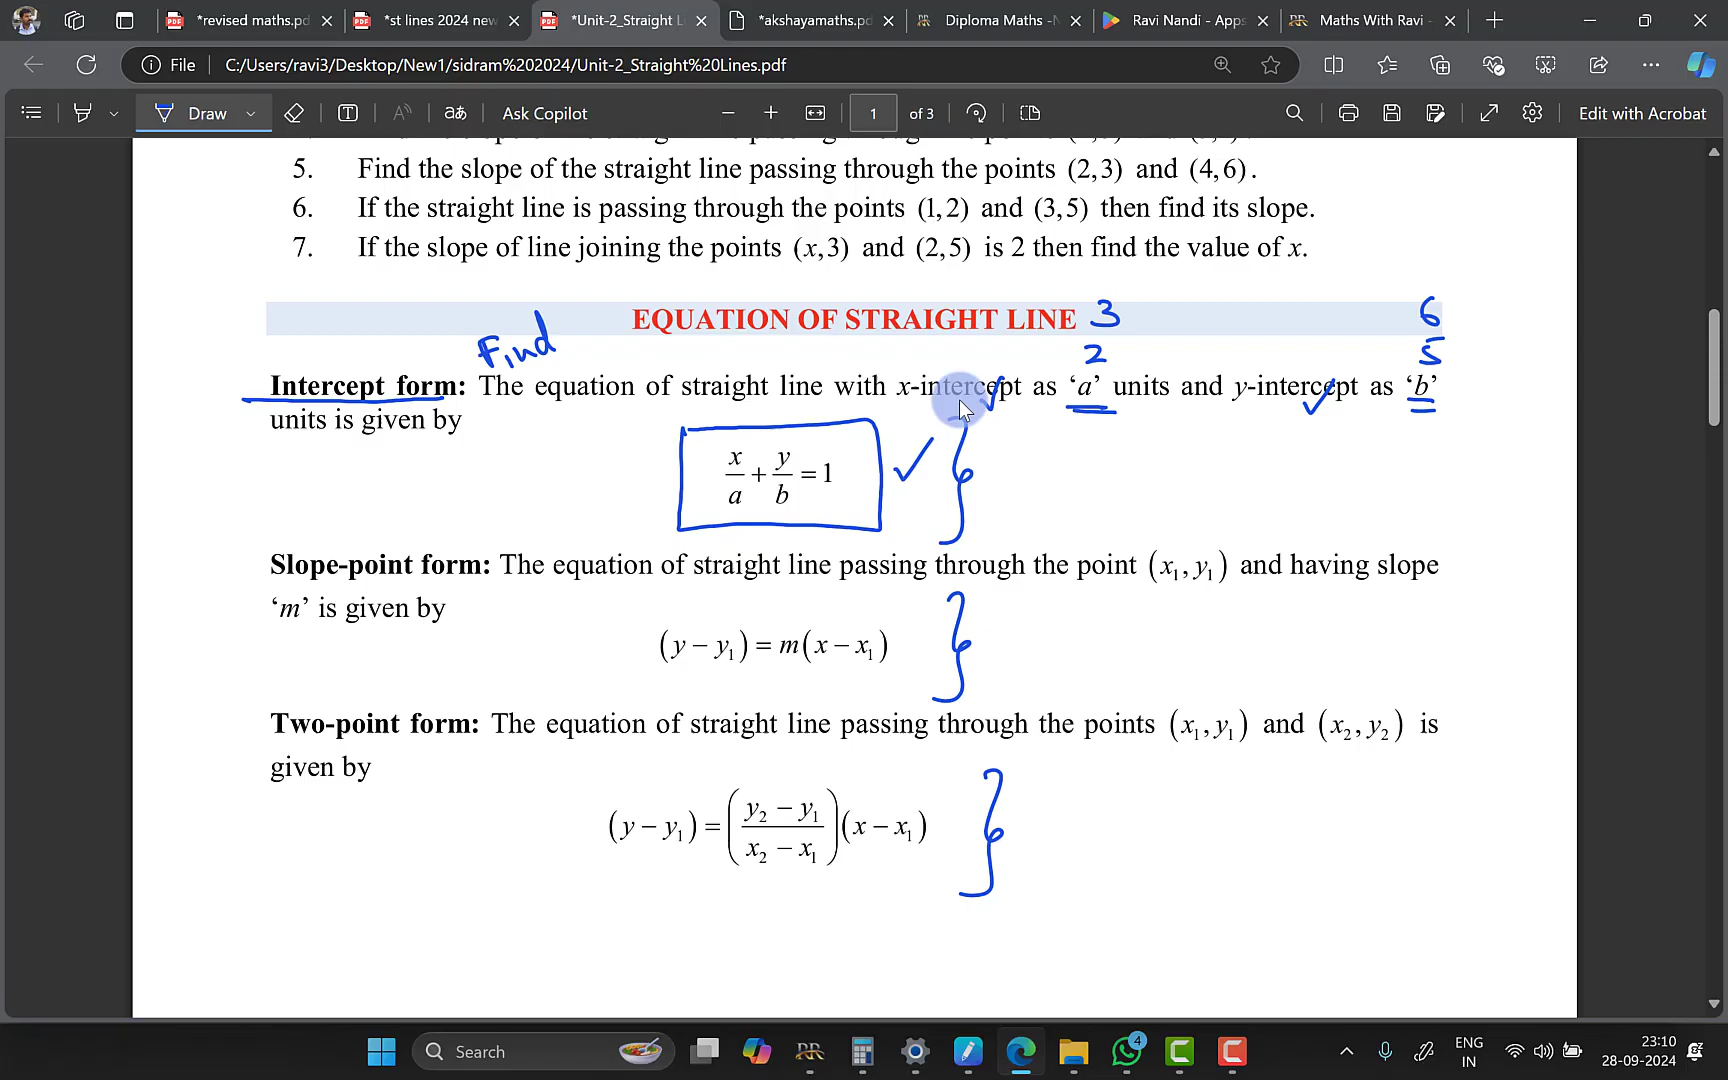 *revised maths.pd
*st lines 2024 new
*Unit-2_Straight L
*akshayamaths.pd
Diploma Maths -
Ravi Nandi - Apps
Maths With Ravi -
File
C:/Users/ravi3/Desktop/New1/sidram%202024/Unit-2_Straight%20Lines.pdf
Draw
aあ
Ask Copilot
1
of 3
Edit with Acrobat
5. Find the slope of the straight line passing through the points (2,3) and (4,6).
6. If the straight line is passing through the points (1,2) and (3,5) then find its slope.
7. If the slope of line joining the points (x,3) and (2,5) is 2 then find the value of x.
EQUATION OF STRAIGHT LINE 3 6
Find 2 5
Intercept form: The equation of straight line with x-intercept as ‘a’ units and y-intercept as ‘b’
units is given by
x/a + y/b = 1
Slope-point form: The equation of straight line passing through the point (x₁, y₁) and having slope
‘m’ is given by
(y − y₁) = m(x − x₁)
Two-point form: The equation of straight line passing through the points (x₁, y₁) and (x₂, y₂) is
given by
(y − y₁) = ((y₂ − y₁)/(x₂ − x₁))(x − x₁)
Search
4
ENG
IN
23:10
28-09-2024